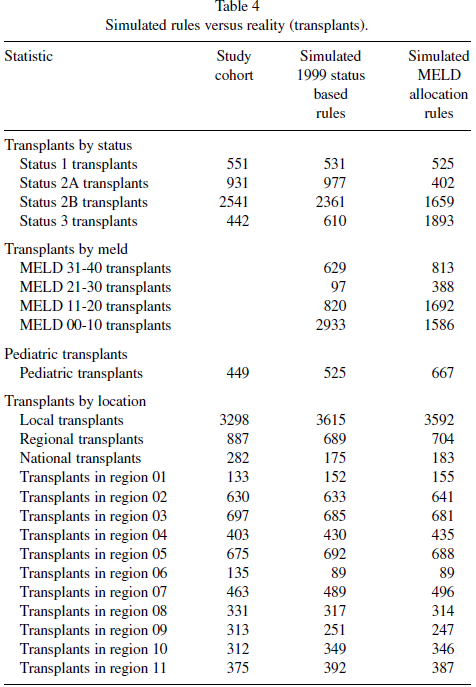 Table 4
Simulated rules versus reality (transplants).
Statistic Study Simulated Simulated
cohort 1999 status MELD
based allocation
rules rules
Transplants by status
Status 1 transplants 551 531 525
Status 2A transplants 931 977 402
Status 2B transplants 2541 2361 1659
Status 3 transplants 442 610 1893
Transplants by meld
MELD 31-40 transplants 629 813
MELD 21-30 transplants 97 388
MELD 11-20 transplants 820 1692
MELD 00-10 transplants 2933 1586
Pediatric transplants
Pediatric transplants 449 525 667
Transplants by location
Local transplants 3298 3615 3592
Regional transplants 887 689 704
National transplants 282 175 183
Transplants in region 01 133 152 155
Transplants in region 02 630 633 641
Transplants in region 03 697 685 681
Transplants in region 04 403 430 435
Transplants in region 05 675 692 688
Transplants in region 06 135 89 89
Transplants in region 07 463 489 496
Transplants in region 08 331 317 314
Transplants in region 09 313 251 247
Transplants in region 10 312 349 346
Transplants in region 11 375 392 387